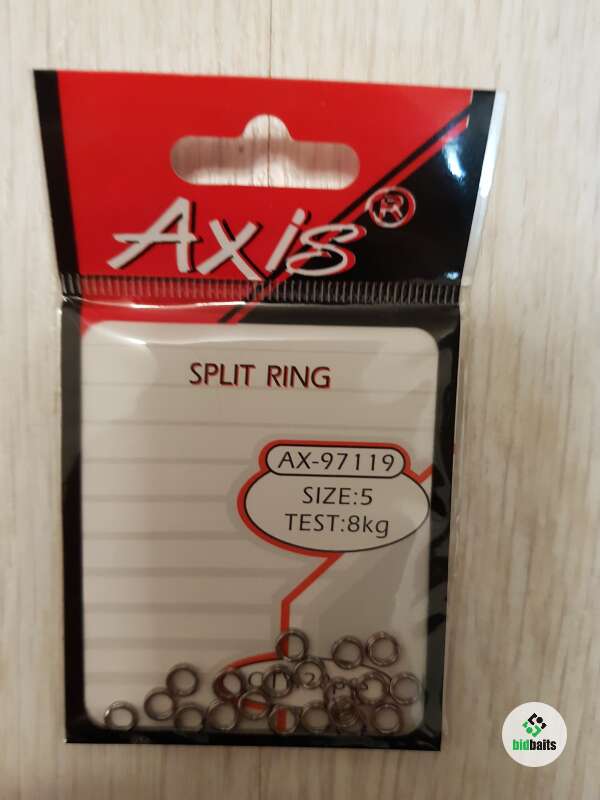 Axis®
SPLIT RING
AX-97119
SIZE:5
TEST:8kg
bidbaits